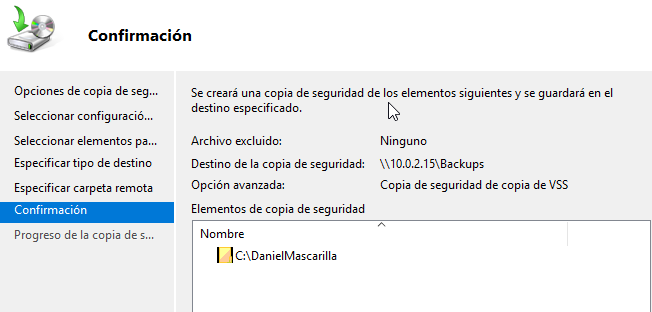 Confirmación
Opciones de copia de seg...
Seleccionar configuració...
Seleccionar elementos pa...
Especificar tipo de destino
Especificar carpeta remota
Confirmación
Progreso de la copia de s...
Se creará una copia de seguridad de los elementos siguientes y se guardará en el
destino especificado.
Archivo excluido: Ninguno
Destino de la copia de seguridad: \\10.0.2.15\Backups
Opción avanzada: Copia de seguridad de copia de VSS
Elementos de copia de seguridad
Nombre
C:\DanielMascarilla